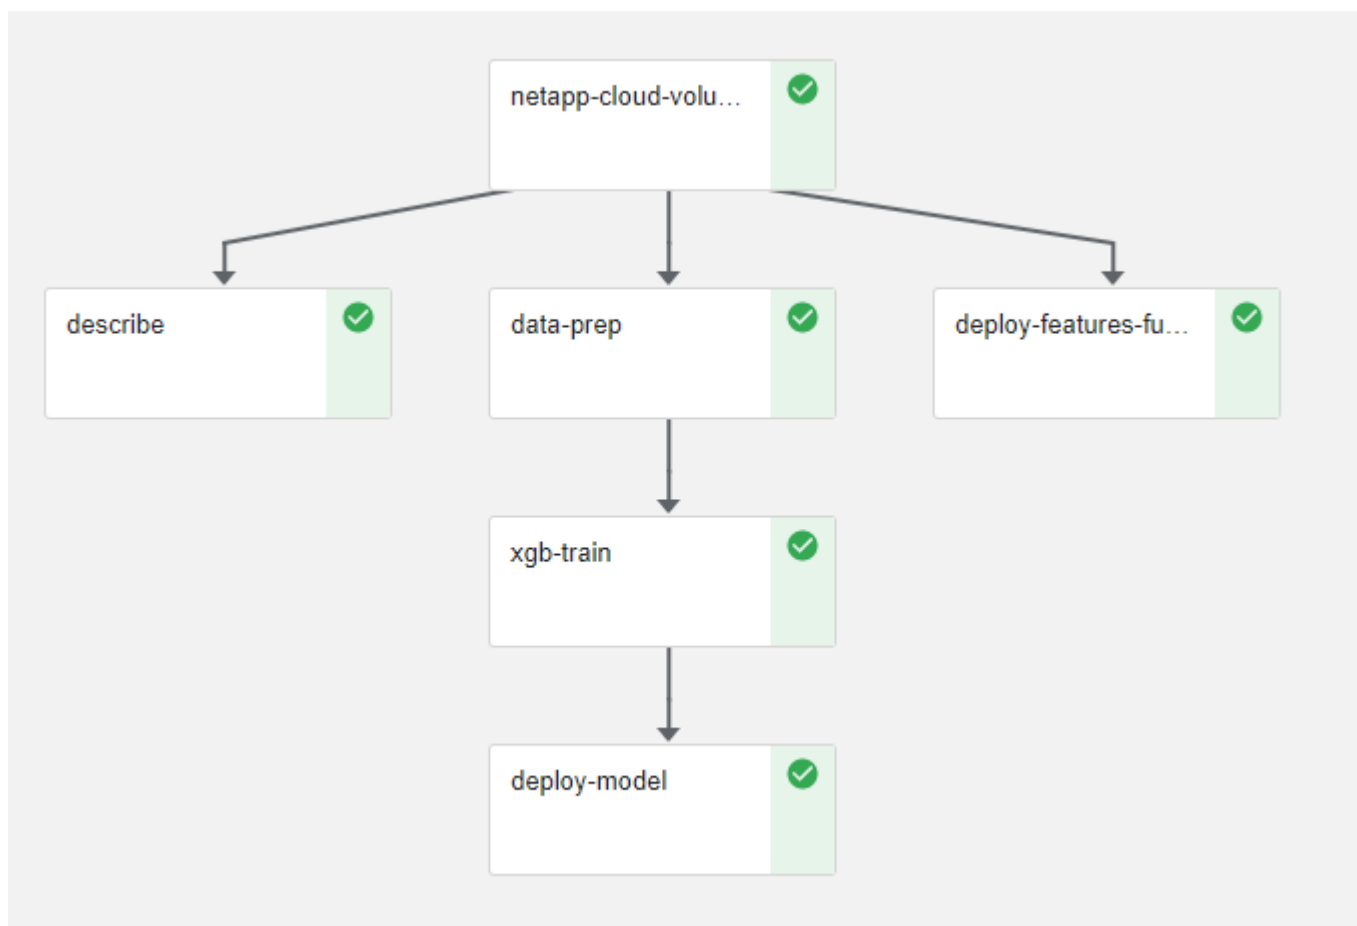 netapp-cloud-volu...
describe
data-prep
deploy-features-fu...
xgb-train
deploy-model